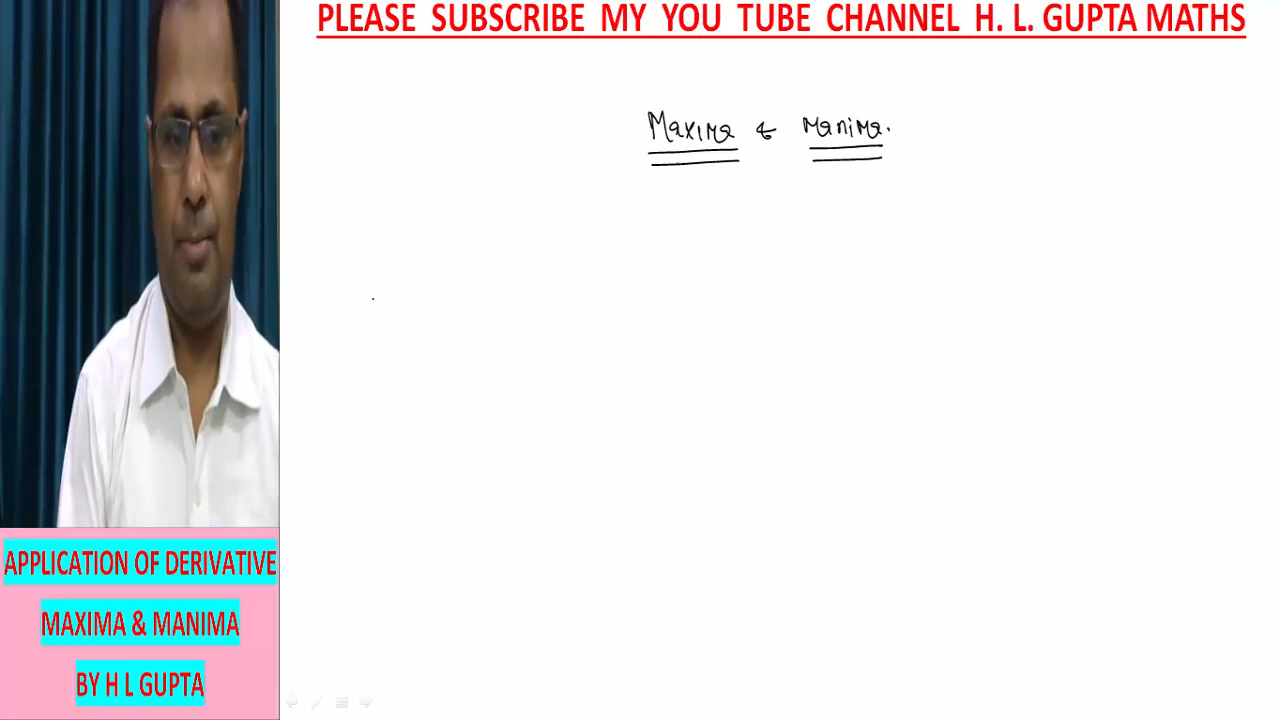 PLEASE SUBSCRIBE MY YOU TUBE CHANNEL H. L. GUPTA MATHS
Maxima & Manima.
APPLICATION OF DERIVATIVE
MAXIMA & MANIMA
BY H L GUPTA